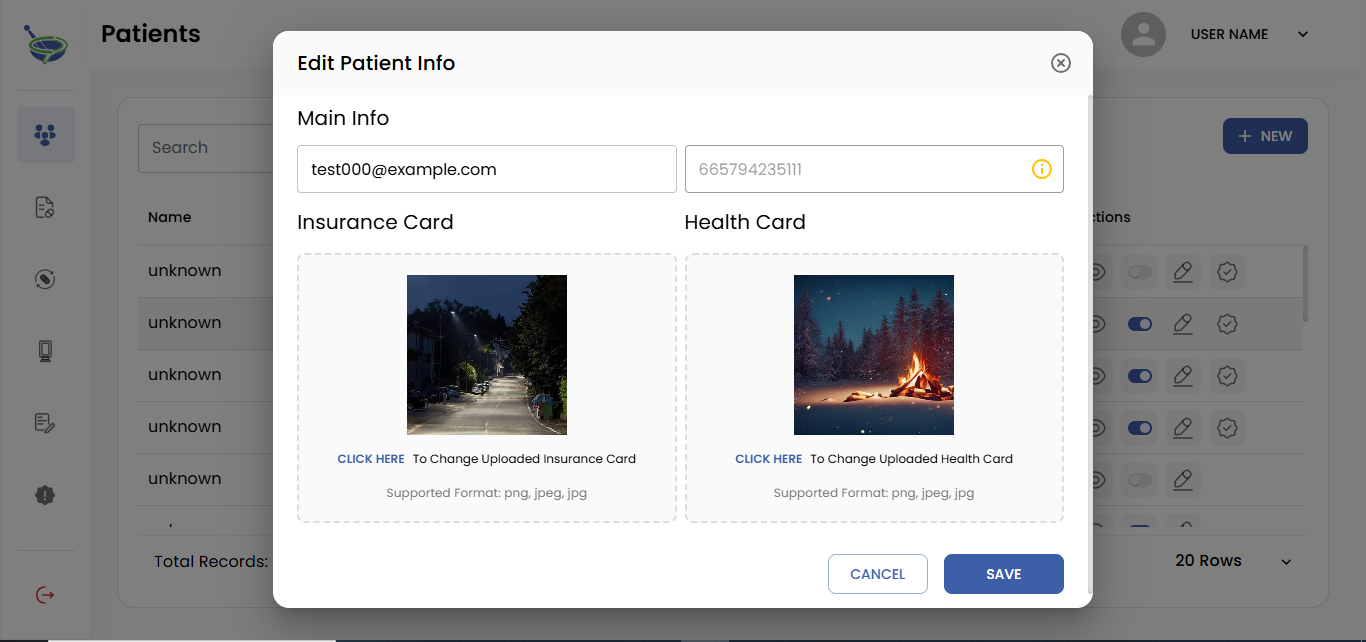 Patients
USER NAME
Edit Patient Info
Main Info
Search
NEW
test000@example.com
665794235111
Name
Insurance Card
Health Card
unknown
unknown
unknown
unknown
unknown
CLICK HERE To Change Uploaded Insurance Card
CLICK HERE To Change Uploaded Health Card
Supported Format: png, jpeg, jpg
Supported Format: png, jpeg, jpg
Total Records:
20 Rows
CANCEL
SAVE